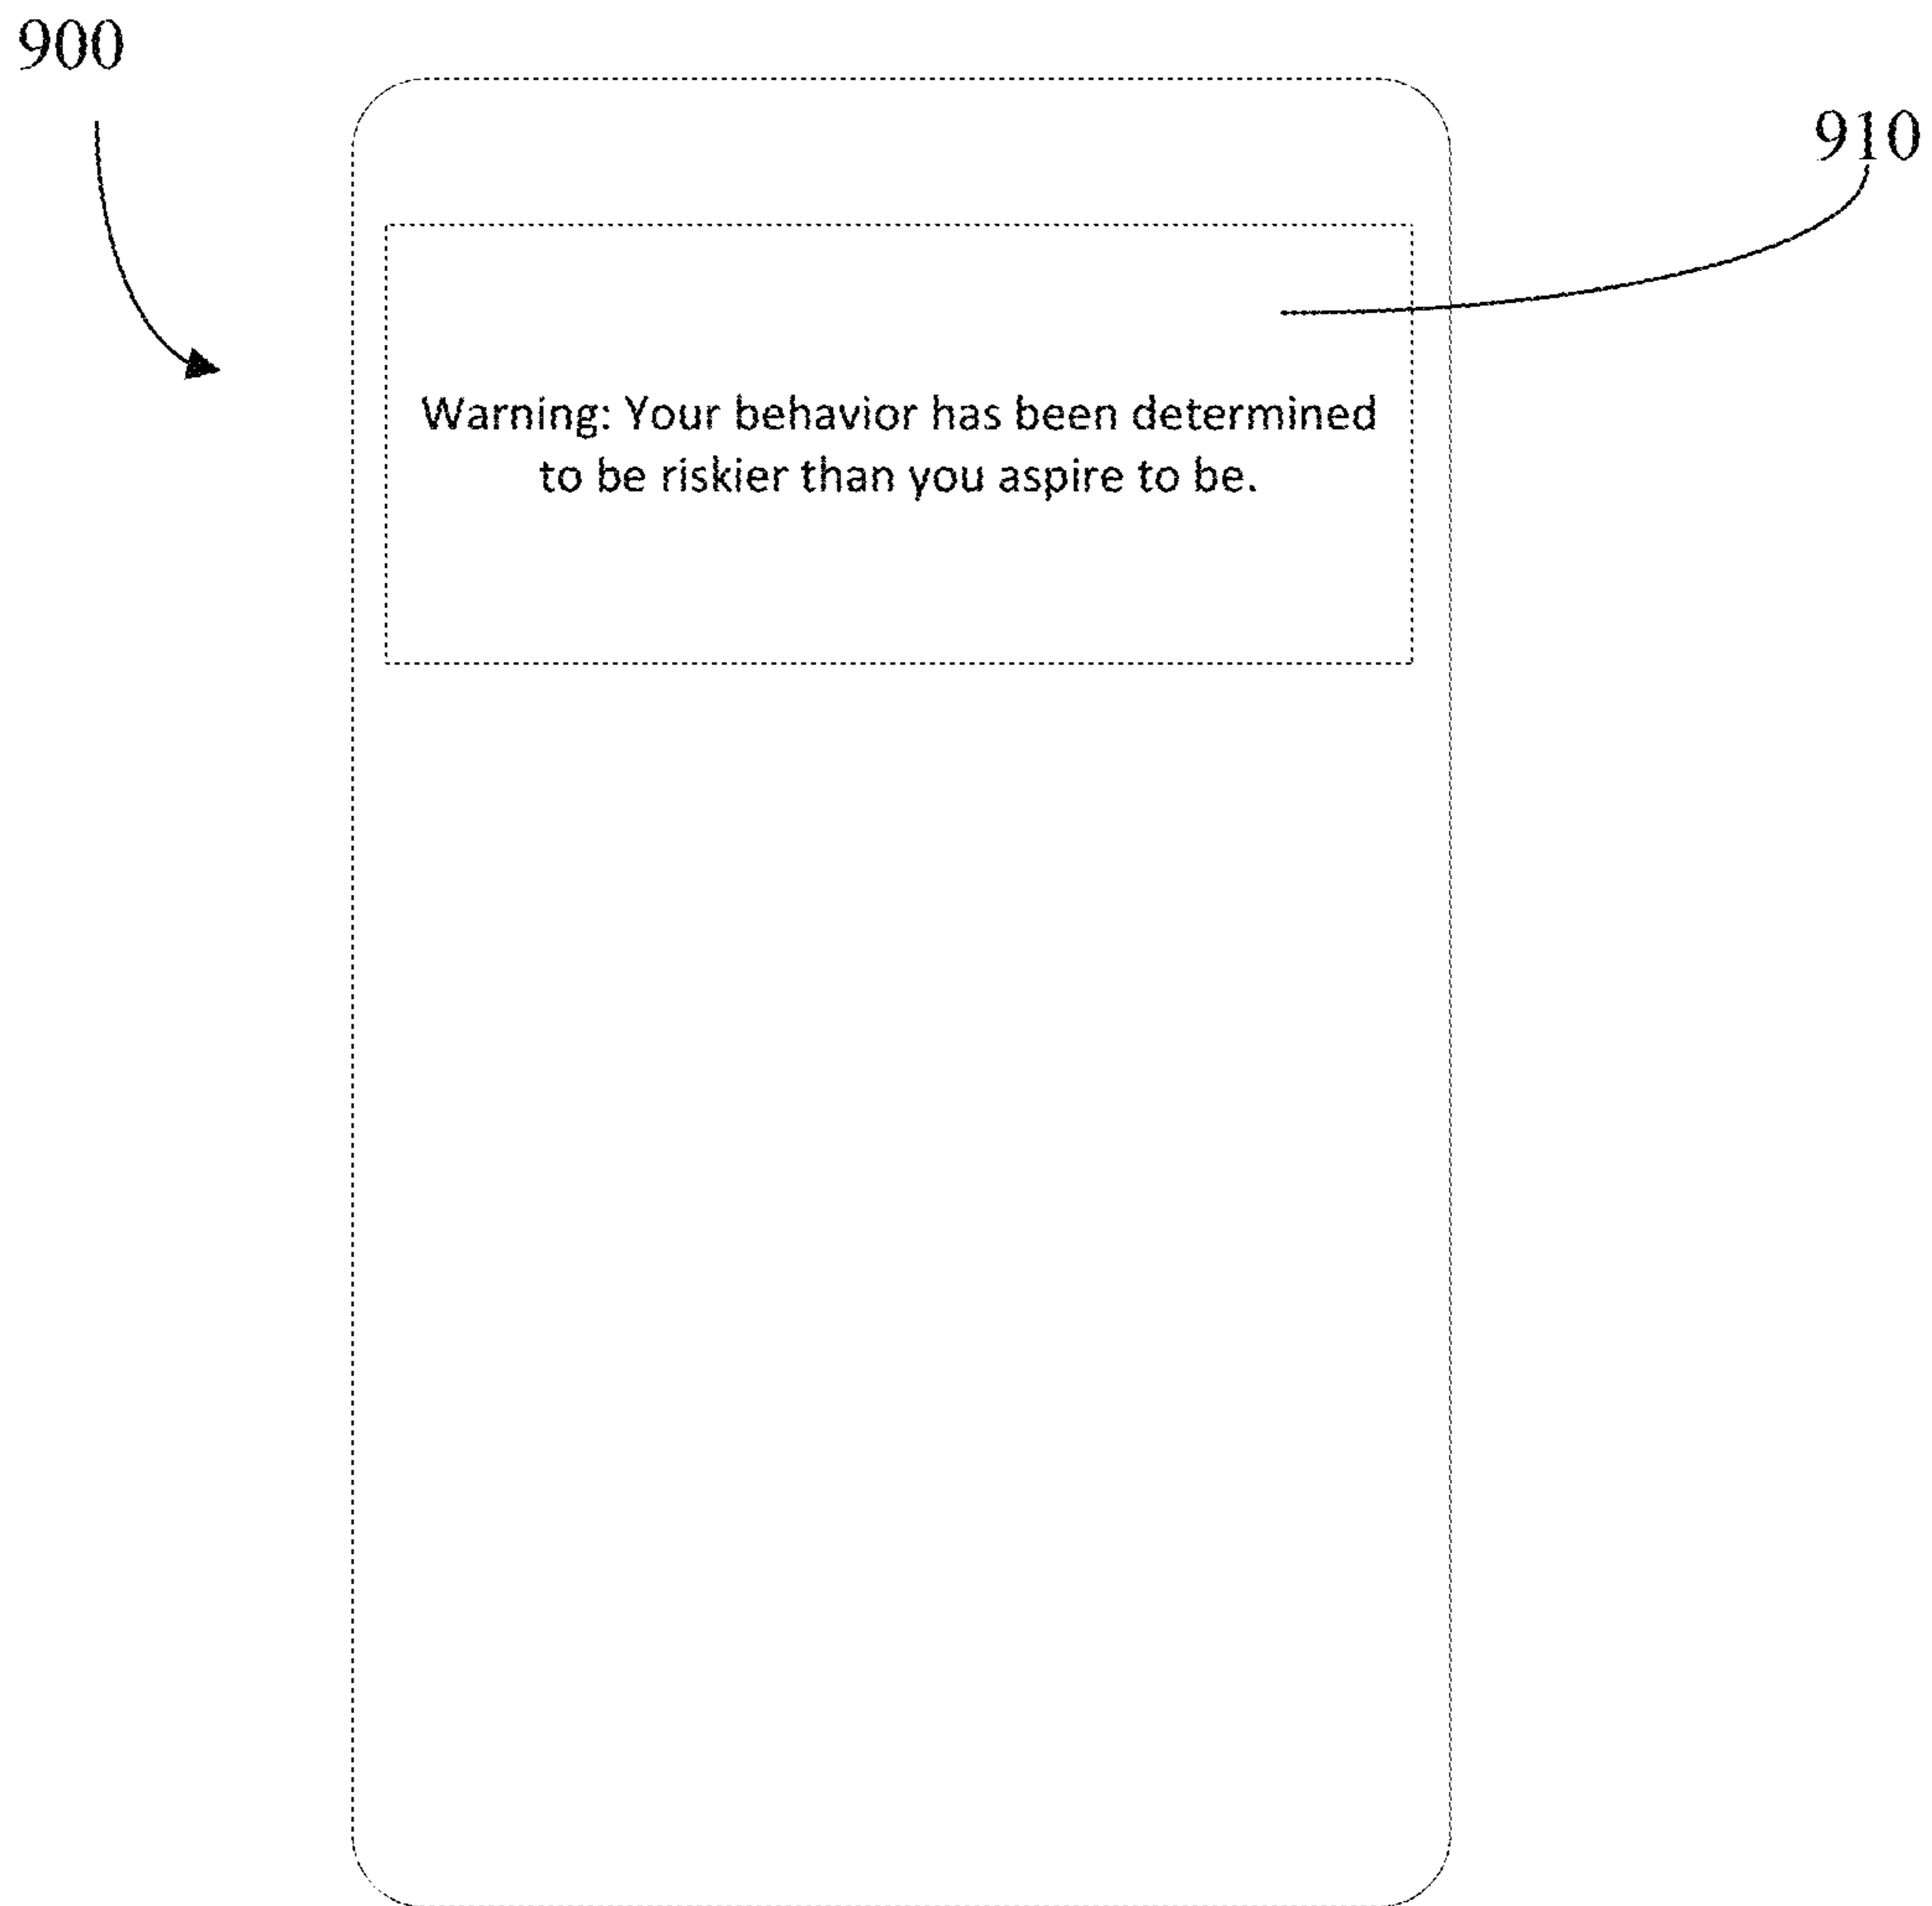 900
910
Warning: Your behavior has been determined
to be riskier than you aspire to be.